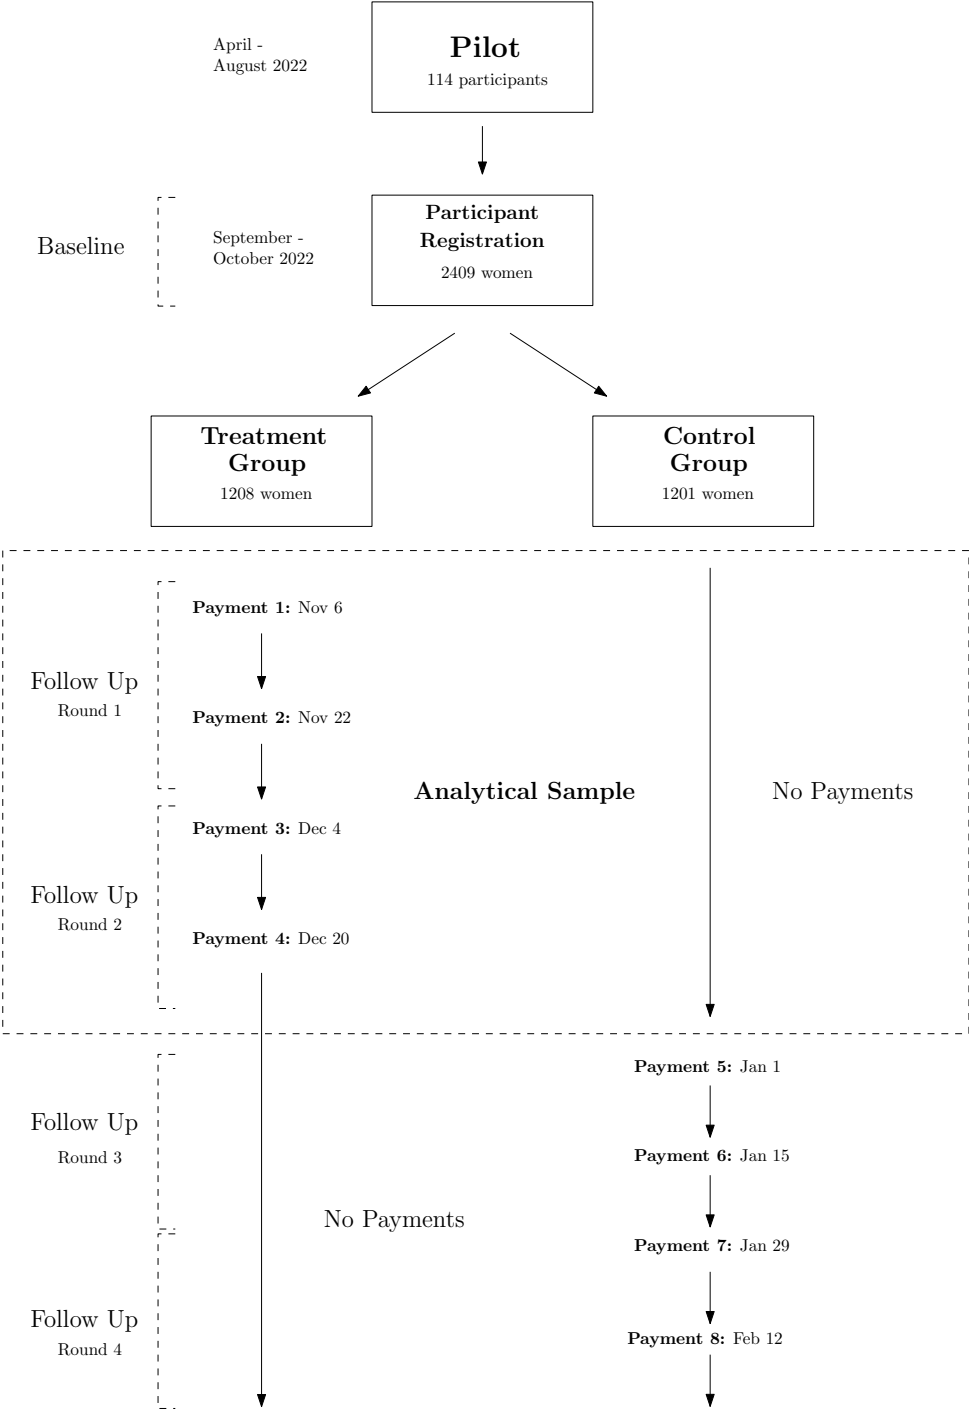 April -
August 2022
Pilot
114 participants
Baseline
September -
October 2022
Participant
Registration
2409 women
Treatment
Group
1208 women
Control
Group
1201 women
Payment 1: Nov 6
Follow Up
Round 1
Payment 2: Nov 22
Analytical Sample
No Payments
Payment 3: Dec 4
Follow Up
Round 2
Payment 4: Dec 20
Payment 5: Jan 1
Follow Up
Round 3
Payment 6: Jan 15
No Payments
Payment 7: Jan 29
Follow Up
Round 4
Payment 8: Feb 12